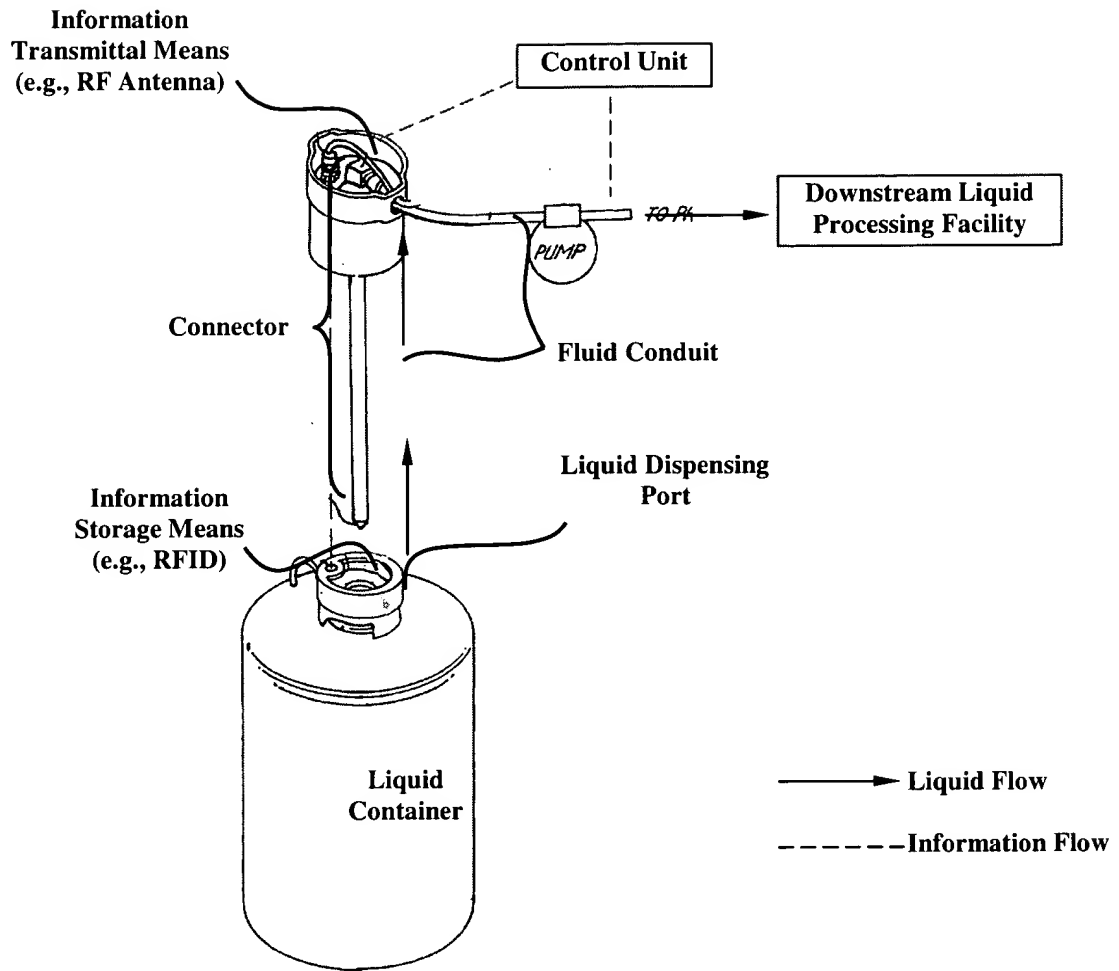 Information
Transmittal Means
(e.g., RF Antenna)
Control Unit
Downstream Liquid
Processing Facility
TO PA
PUMP
Connector
Fluid Conduit
Liquid Dispensing
Port
Information
Storage Means
(e.g., RFID)
Liquid
Container
Liquid Flow
Information Flow